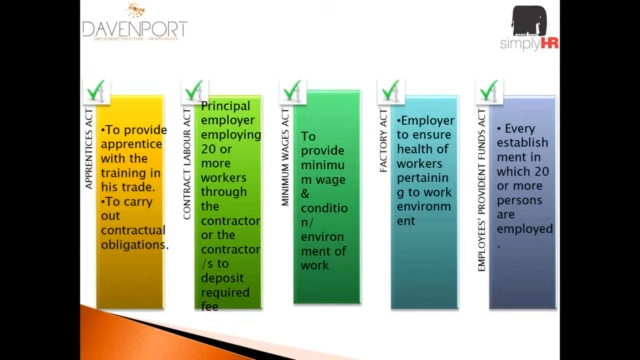 DAVENPORT
simplyHR
APPRENTICES ACT
•To provide
apprentice
with the
training in
his trade.
•To carry
out
contractual
obligations.
CONTRACT LABOUR ACT
Principal
employer
employing
20 or
more
workers
through
the
contractor
or the
contractor
/s to
deposit
required
fee
MINIMUM WAGES ACT
To
provide
minimu
m wage
&
conditio
n/
environ
ment of
work
FACTORY ACT
•Employer
to ensure
health of
workers
pertainin
g to work
environm
ent
EMPLOYEES' PROVIDENT FUNDS ACT
• Every
establish
ment in
which 20
or more
persons
are
employed
.